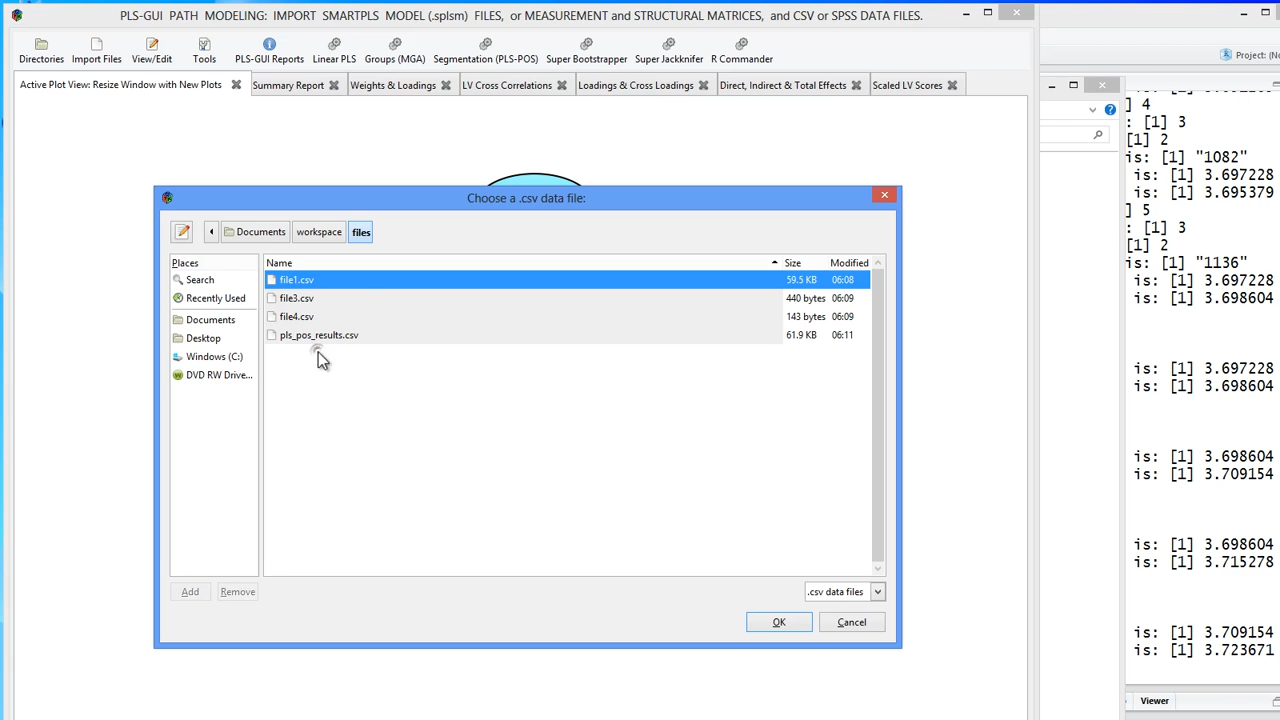 PLS-GUI PATH MODELING: IMPORT SMARTPLS MODEL (.splsm) FILES, or MEASUREMENT and STRUCTURAL MATRICES, and CSV or SPSS DATA FILES.
Directories Import Files View/Edit Tools PLS-GUI Reports Linear PLS Groups (MGA) Segmentation (PLS-POS) Super Bootstrapper Super Jackknifer R Commander
Project: (No
Active Plot View: Resize Window with New Plots Summary Report Weights & Loadings LV Cross Correlations Loadings & Cross Loadings Direct, Indirect & Total Effects Scaled LV Scores
] 4
: [1] 3
[1] 2
is: [1] "1082"
is: [1] 3.697228
is: [1] 3.695379
] 5
: [1] 3
[1] 2
is: [1] "1136"
is: [1] 3.697228
is: [1] 3.698604
is: [1] 3.697228
is: [1] 3.698604
is: [1] 3.698604
is: [1] 3.709154
is: [1] 3.698604
is: [1] 3.715278
is: [1] 3.709154
is: [1] 3.723671
Viewer
Choose a .csv data file:
Documents workspace files
Places
Search
Recently Used
Documents
Desktop
Windows (C:)
DVD RW Drive...
Name Size Modified
file1.csv 59.5 KB 06:08
file3.csv 440 bytes 06:09
file4.csv 143 bytes 06:09
pls_pos_results.csv 61.9 KB 06:11
Add Remove
.csv data files
OK Cancel